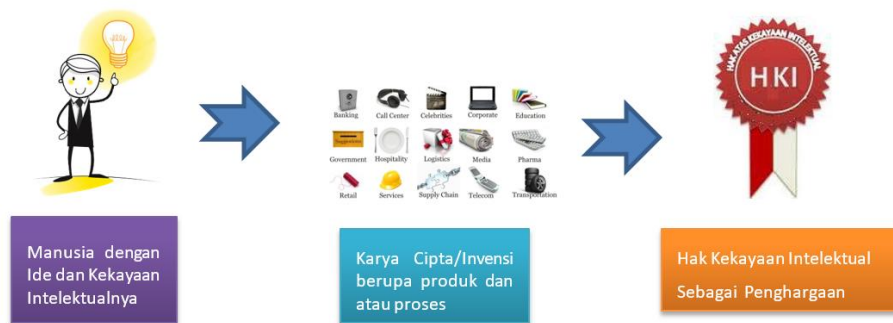 HAK ATAS KEKAYAAN INTELEKTUAL
HKI
Banking Call Center Celebrities Corporate Education
Suggestions
Government Hospitality Logistics Media Pharma
Retail Services Supply Chain Telecom Transportation
Manusia dengan
Ide dan Kekayaan
Intelektualnya
Karya Cipta/Invensi
berupa produk dan
atau proses
Hak Kekayaan Intelektual
Sebagai Penghargaan